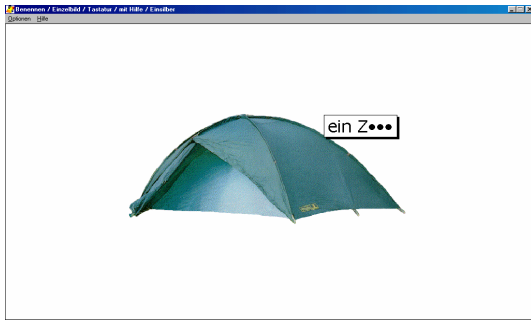 Benennen / Einzelbild / Tastatur / mit Hilfe / Einsilber
Optionen Hilfe
ein Z●●●